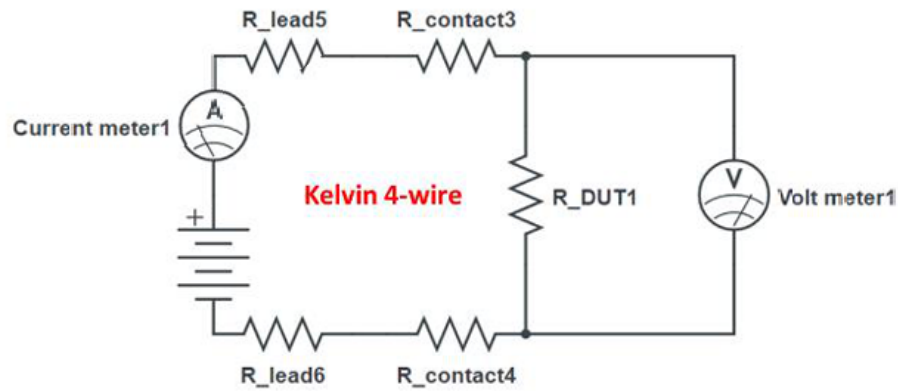 R_lead5
R_contact3
A
Current meter1
+
Kelvin 4-wire
R_DUT1
V
Volt meter1
R_lead6
R_contact4